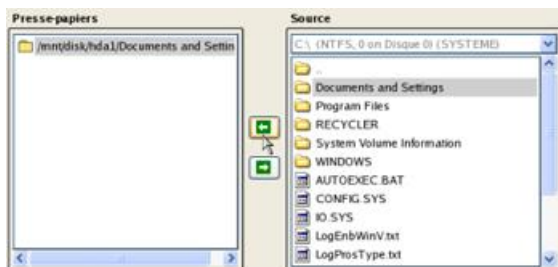 Presse-papiers
/mnt/disk/hda1/Documents and Settin
Source
C:\ (NTFS, 0 on Disque 0) (SYSTEME)
..
Documents and Settings
Program Files
RECYCLER
System Volume Information
WINDOWS
AUTOEXEC.BAT
CONFIG.SYS
IO.SYS
LogEnbWinV.txt
LogProsType.txt